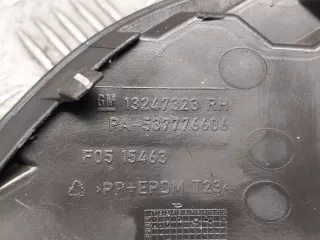 GM 13247323 RH
PA-537776606
F05 15463
>PP+EPDM T23<